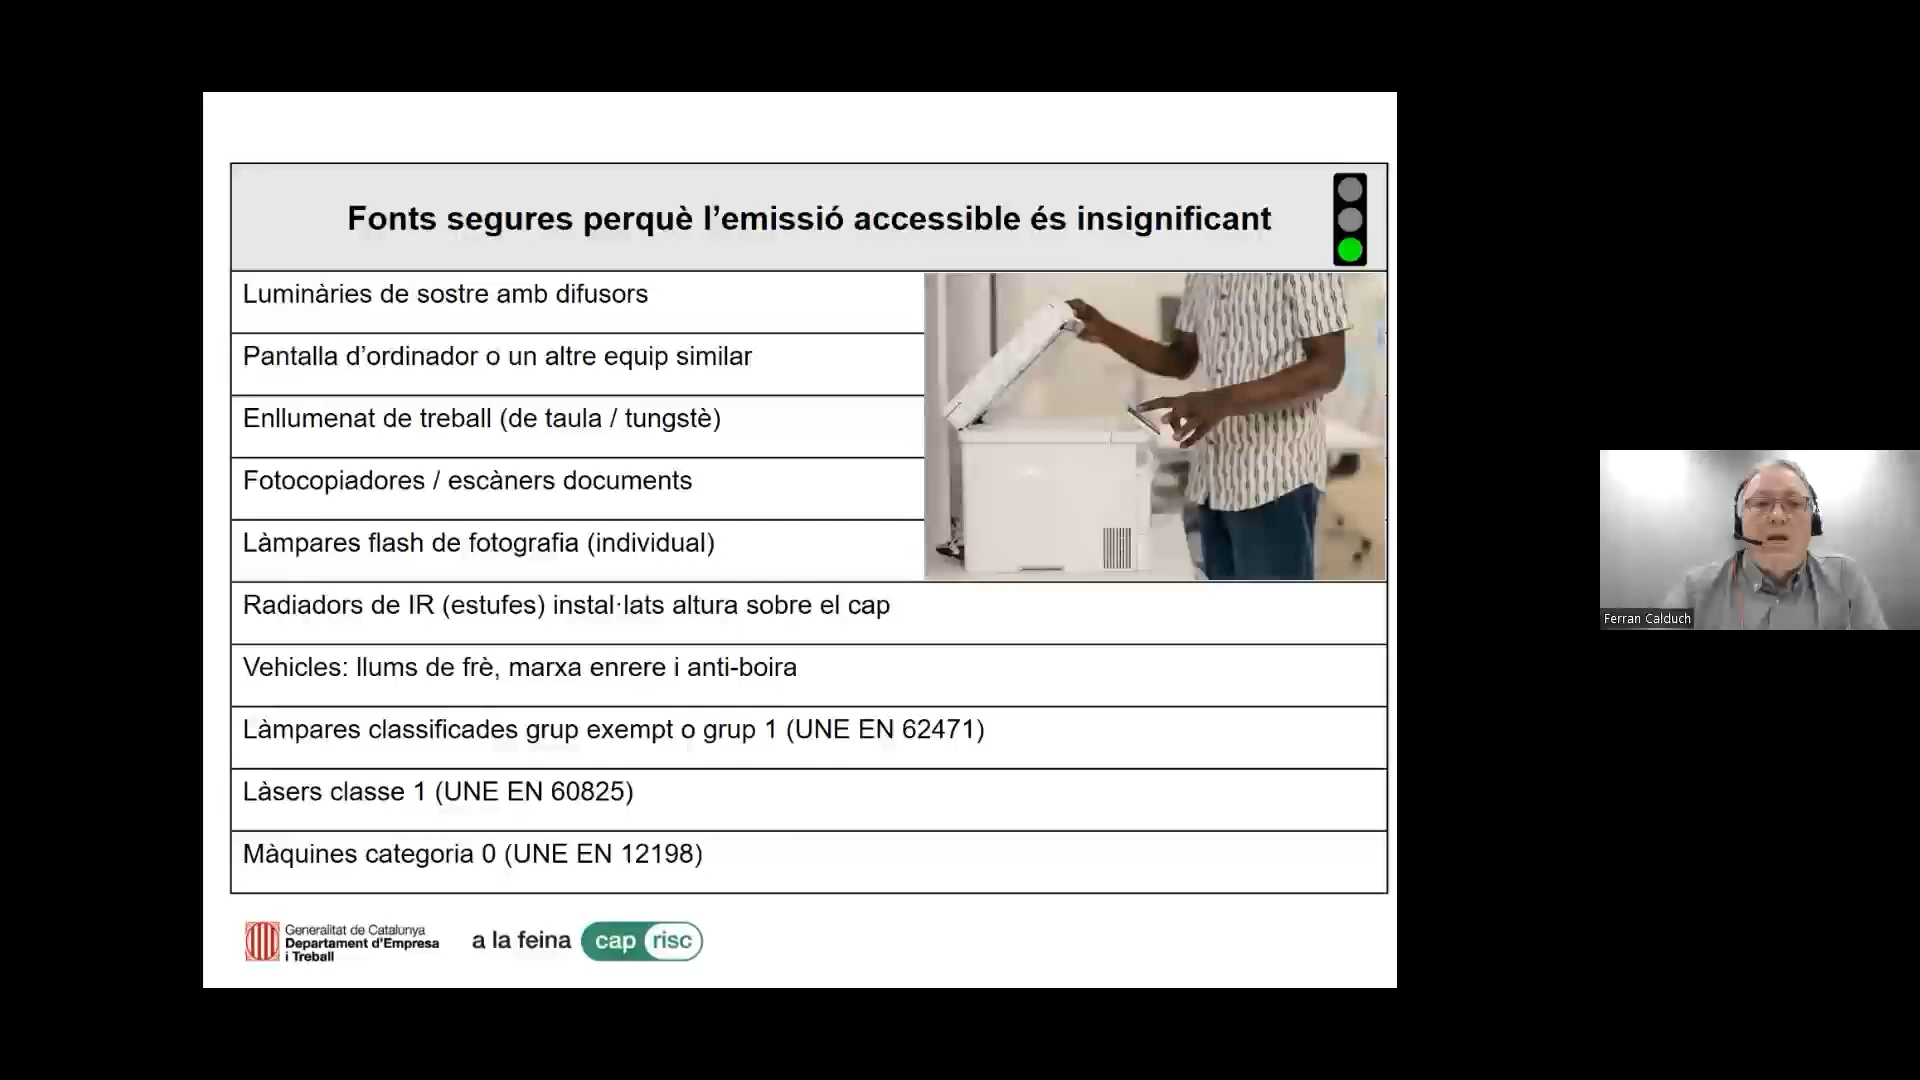 Fonts segures perquè l’emissió accessible és insignificant
Luminàries de sostre amb difusors
Pantalla d’ordinador o un altre equip similar
Enllumenat de treball (de taula / tungstè)
Fotocopiadores / escàners documents
Làmpares flash de fotografia (individual)
Radiadors de IR (estufes) instal·lats altura sobre el cap
Vehicles: llums de frè, marxa enrere i anti-boira
Làmpares classificades grup exempt o grup 1 (UNE EN 62471)
Làsers classe 1 (UNE EN 60825)
Màquines categoria 0 (UNE EN 12198)
Generalitat de Catalunya
Departament d’Empresa
i Treball
a la feina cap risc
Ferran Calduch